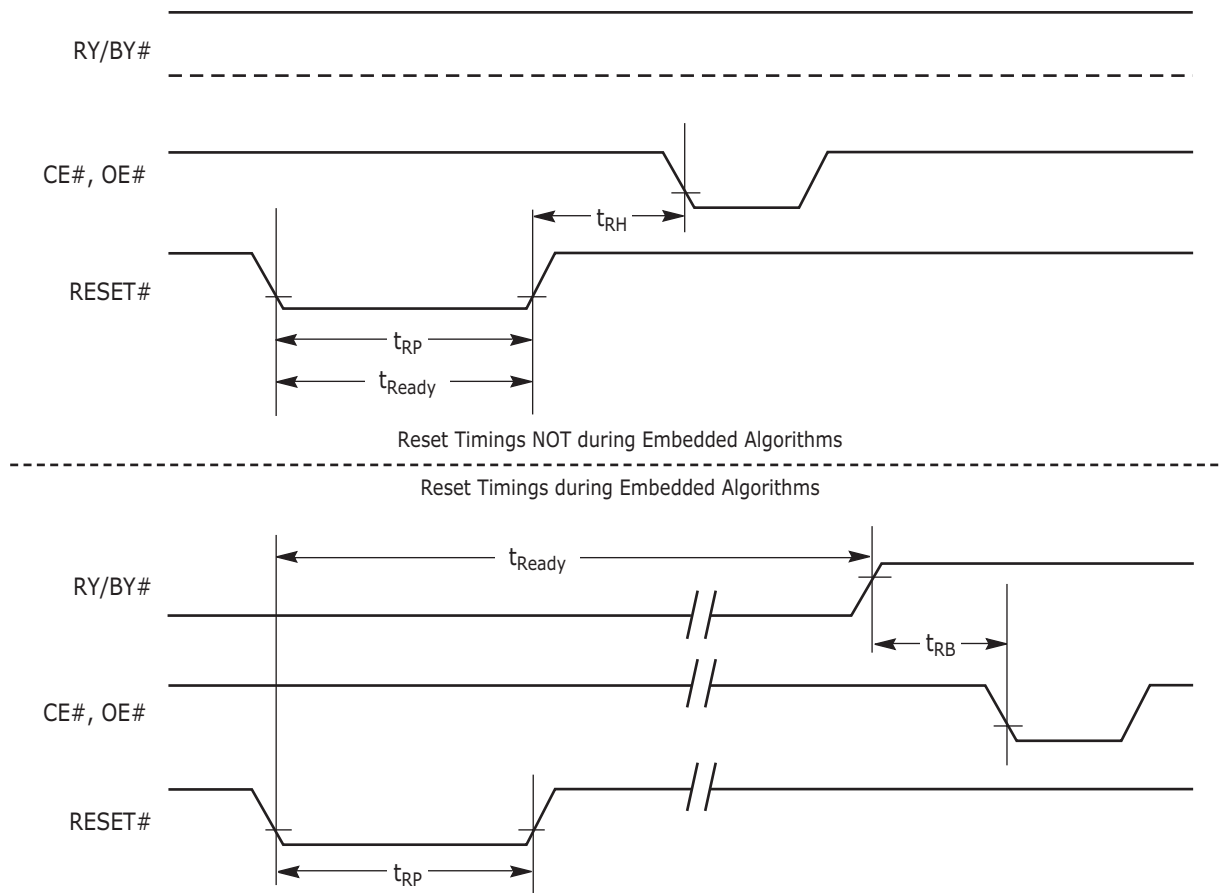 RY/BY#
CE#, OE#
tRH
RESET#
tRP
tReady
Reset Timings NOT during Embedded Algorithms
Reset Timings during Embedded Algorithms
tReady
RY/BY#
tRB
CE#, OE#
RESET#
tRP